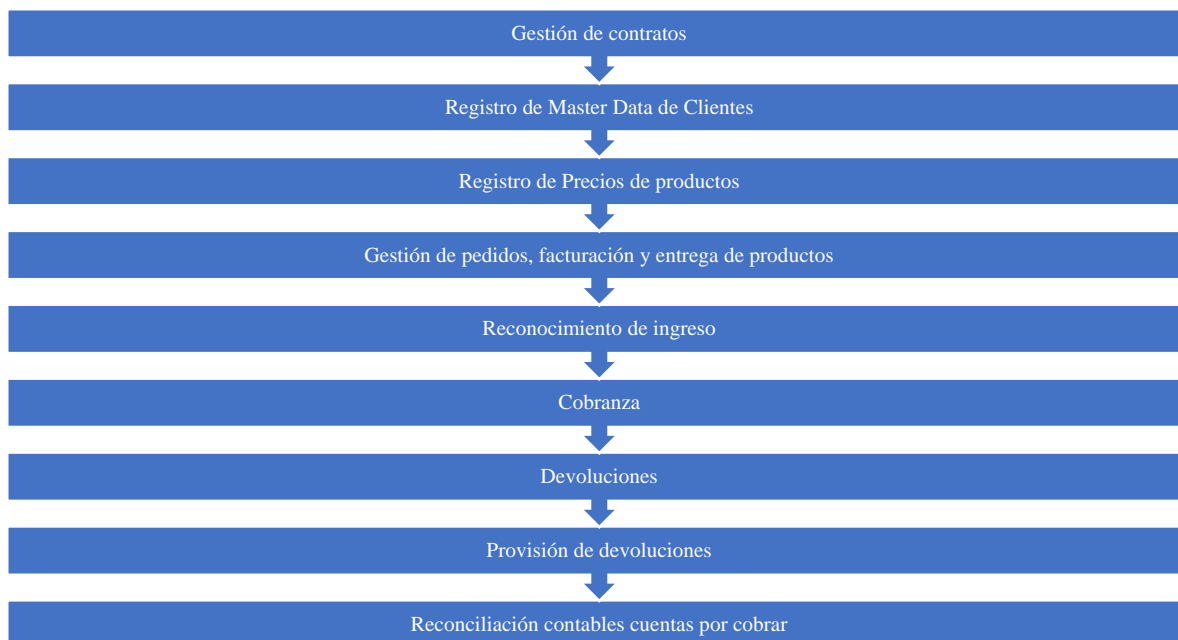 Gestión de contratos
Registro de Master Data de Clientes
Registro de Precios de productos
Gestión de pedidos, facturación y entrega de productos
Reconocimiento de ingreso
Cobranza
Devoluciones
Provisión de devoluciones
Reconciliación contables cuentas por cobrar